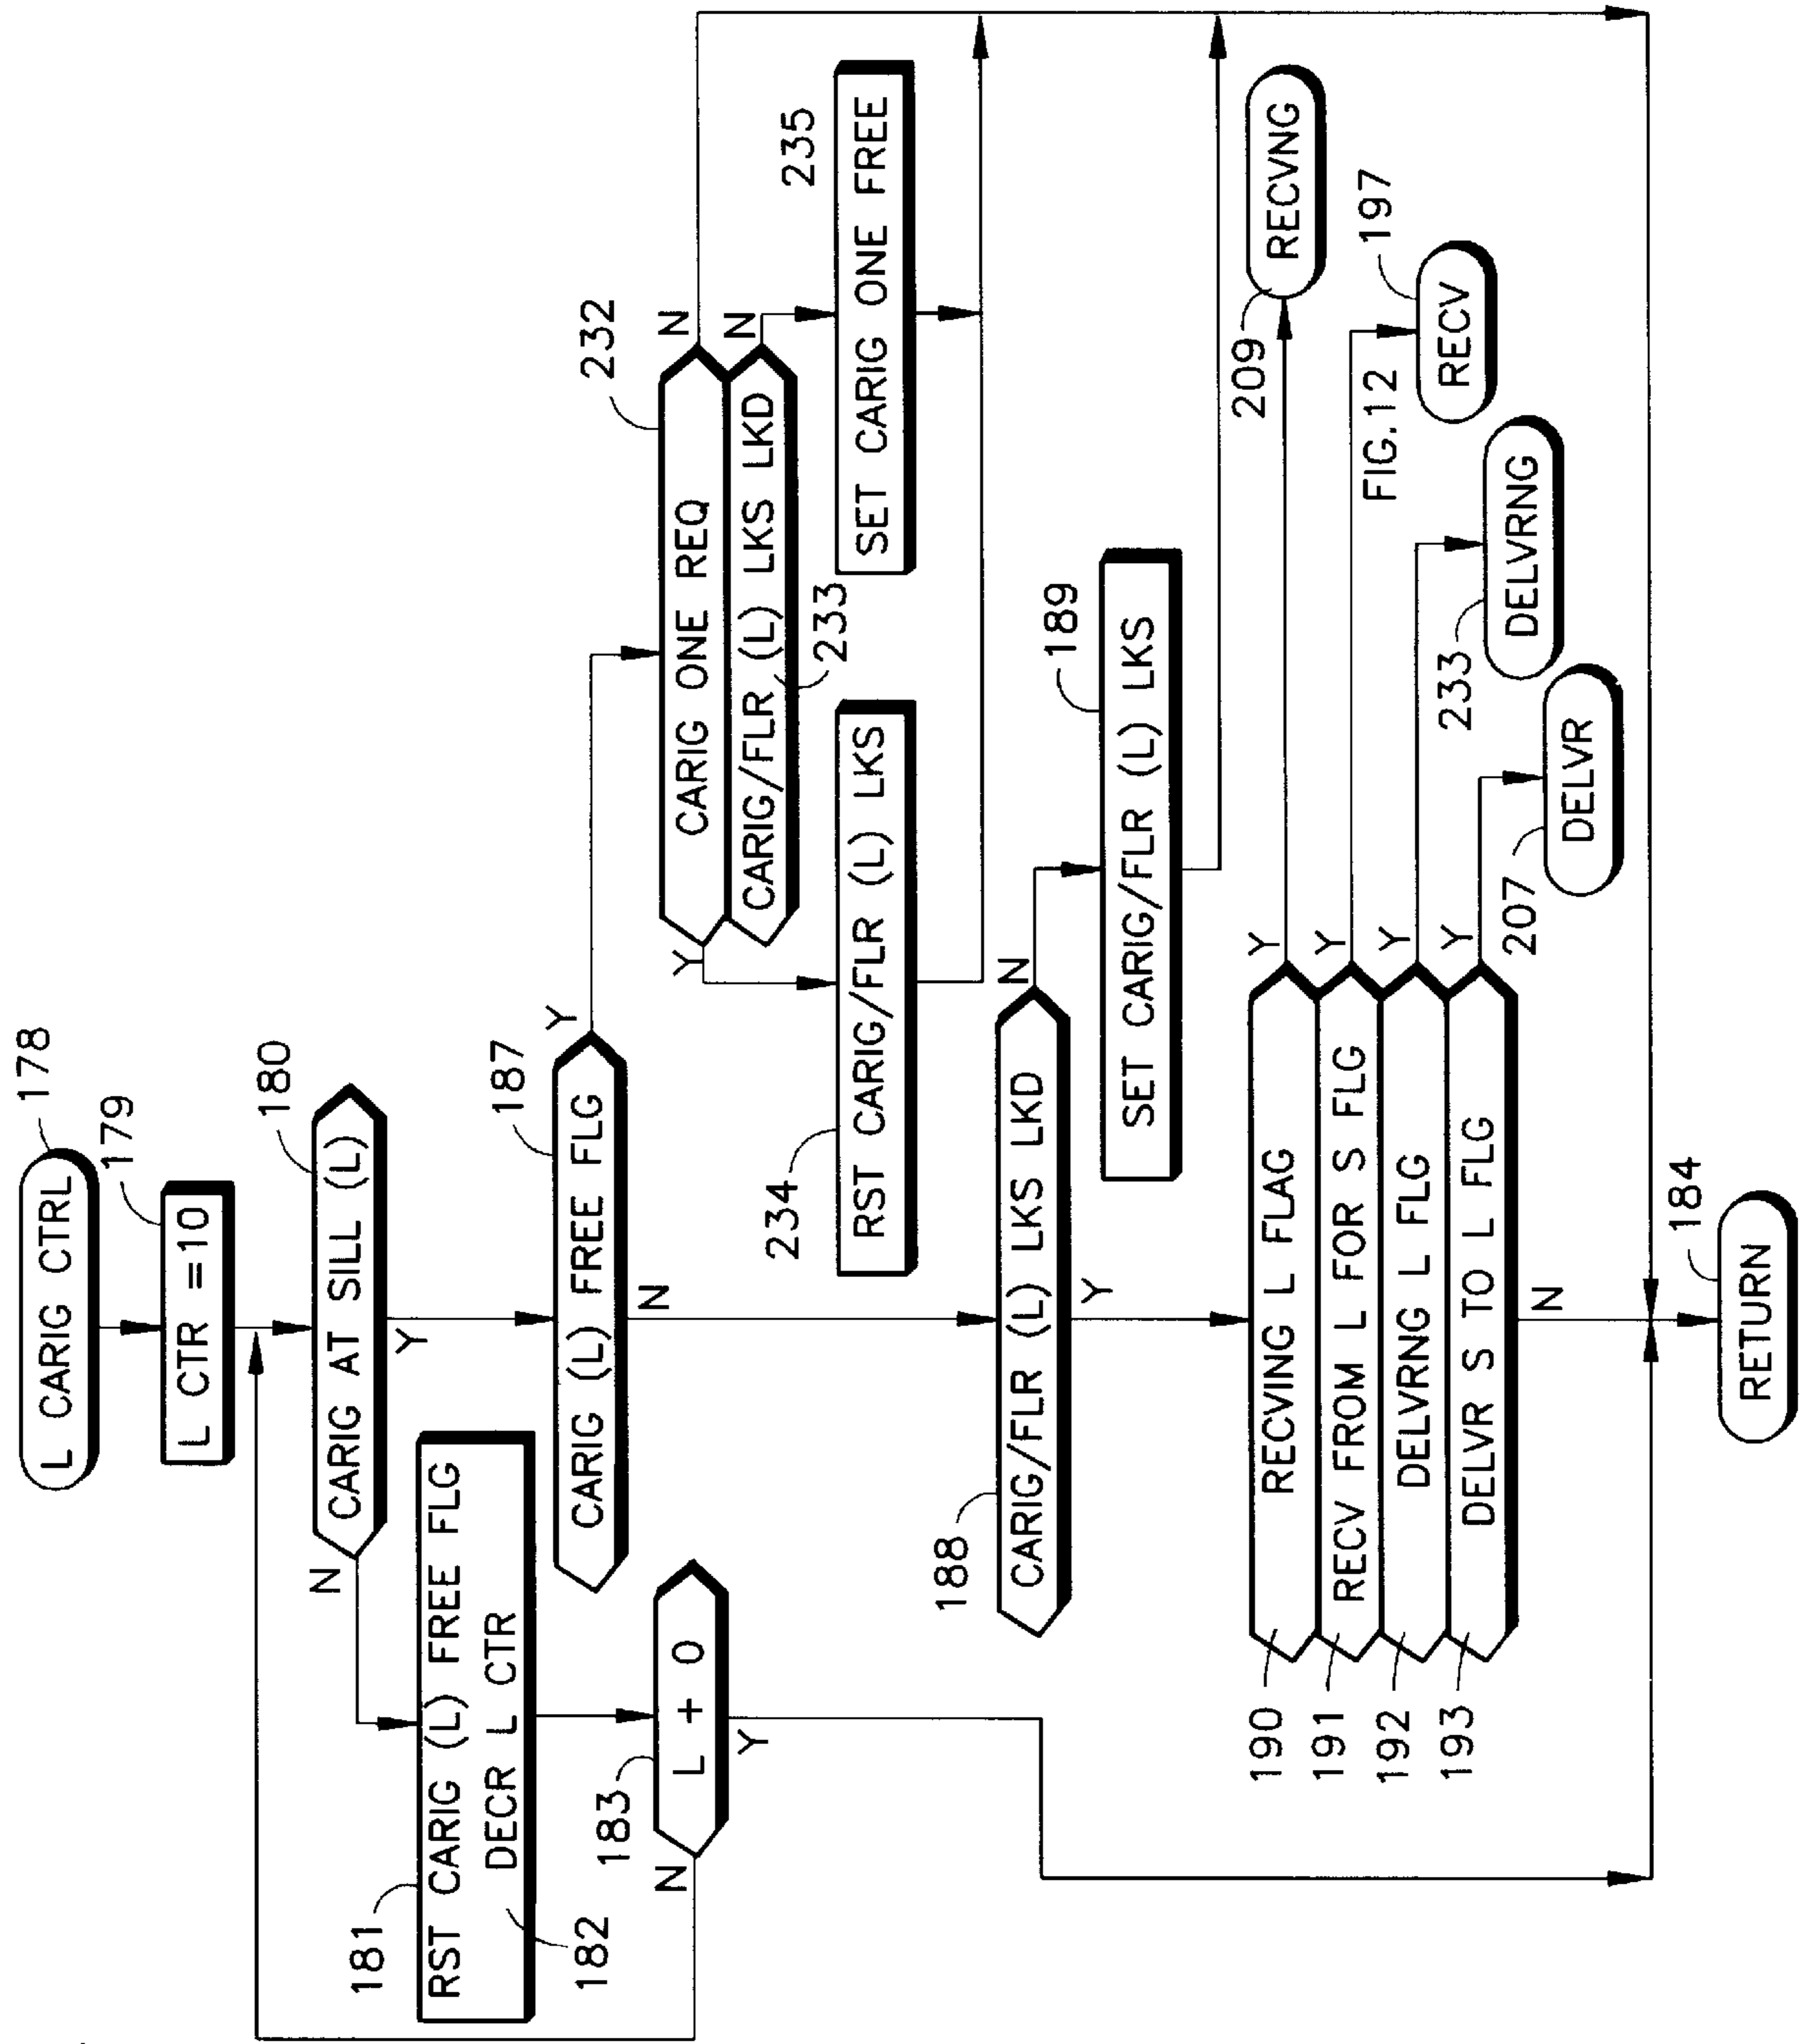 L CARIG CTRL
178
L CTR =10
179
CARIG AT SILL (L)
180
N
Y
RST CARIG (L) FREE FLG
DECR L CTR
181
182
L + 0
183
N
Y
CARIG (L) FREE FLG
187
Y
N
CARIG ONE REQ
232
N
CARIG/FLR (L) LKS LKD
233
N
Y
RST CARIG/FLR (L) LKS
234
SET CARIG ONE FREE
235
CARIG/FLR (L) LKS LKD
188
N
Y
SET CARIG/FLR (L) LKS
189
190
RECVING L FLAG
Y
209
RECVNG
191
RECV FROM L FOR S FLG
Y
FIG.12
RECV
197
192
DELVRNG L FLG
Y
233
DELVRNG
193
DELVR S TO L FLG
Y
207
DELVR
N
RETURN
184